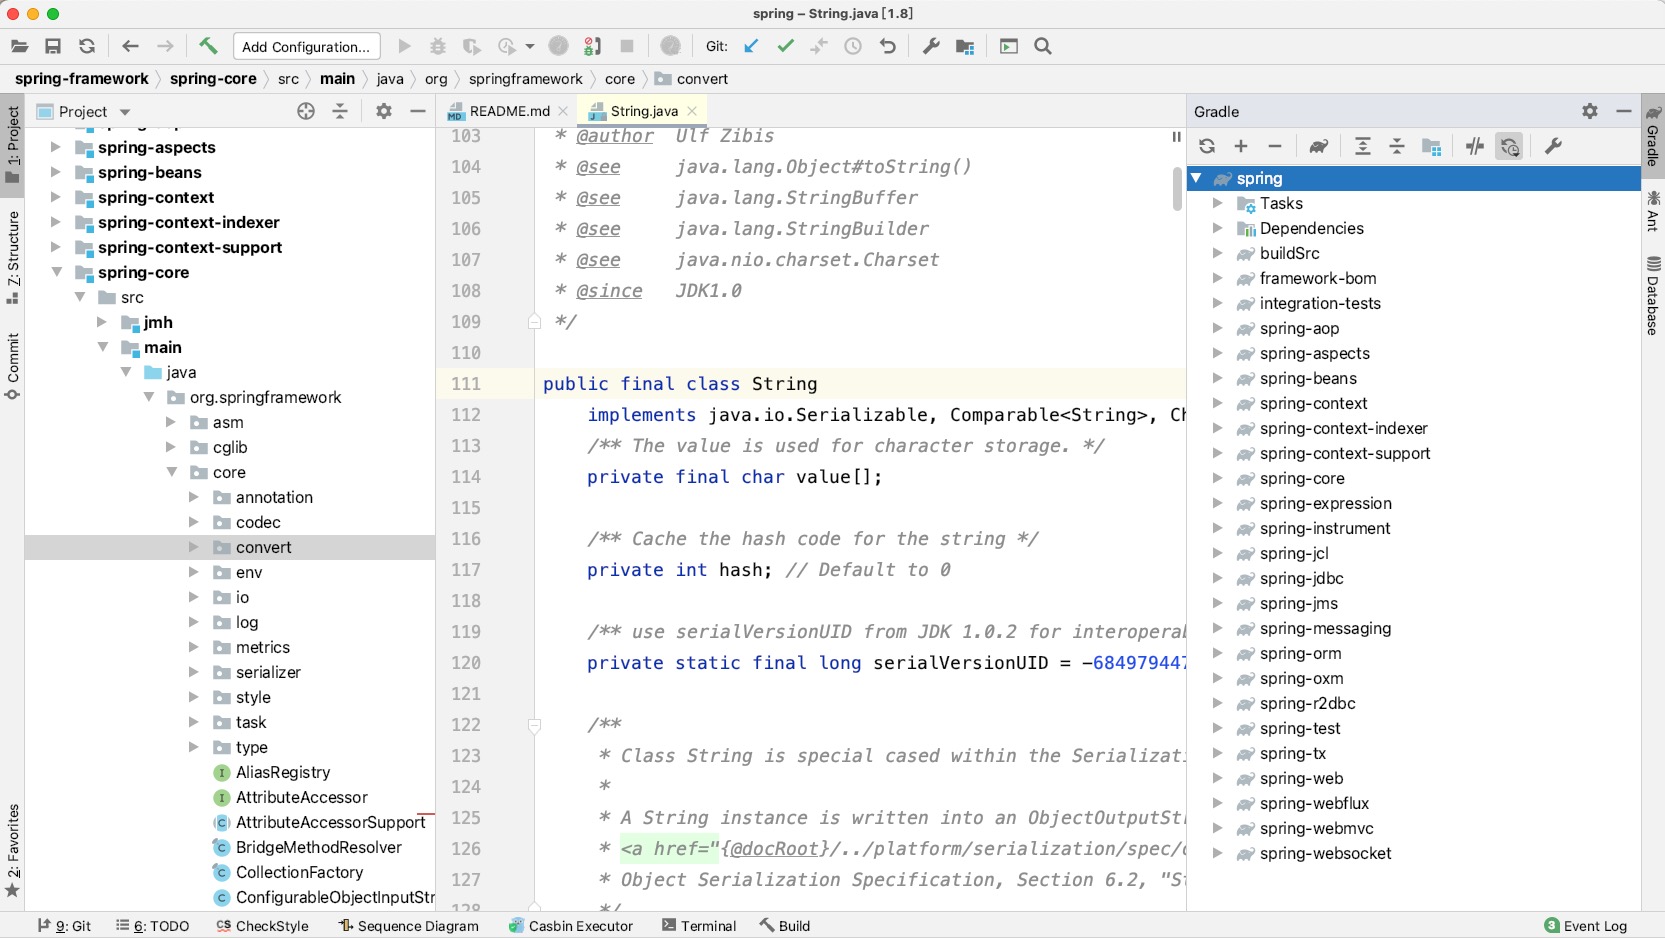 spring – String.java [1.8]
Add Configuration...
Git:
spring-framework
spring-core
src
main
java
org
springframework
core
convert
1: Project
Z: Structure
Commit
2: Favorites
Project
spring-aspects
spring-beans
spring-context
spring-context-indexer
spring-context-support
spring-core
src
jmh
main
java
org.springframework
asm
cglib
core
annotation
codec
convert
env
io
log
metrics
serializer
style
task
type
AliasRegistry
AttributeAccessor
AttributeAccessorSupport
BridgeMethodResolver
CollectionFactory
ConfigurableObjectInputStr
README.md
String.java
103 * @author Ulf Zibis
104 * @see java.lang.Object#toString()
105 * @see java.lang.StringBuffer
106 * @see java.lang.StringBuilder
107 * @see java.nio.charset.Charset
108 * @since JDK1.0
109 */
110
111 public final class String
112 implements java.io.Serializable, Comparable<String>, Ch
113 /** The value is used for character storage. */
114 private final char value[];
115
116 /** Cache the hash code for the string */
117 private int hash; // Default to 0
118
119 /** use serialVersionUID from JDK 1.0.2 for interoperab
120 private static final long serialVersionUID = -684979447
121
122 /**
123 * Class String is special cased within the Serializati
124 *
125 * A String instance is written into an ObjectOutputStr
126 * <a href="{@docRoot}/../platform/serialization/spec/o
127 * Object Serialization Specification, Section 6.2, "St
128 */
Gradle
spring
Tasks
Dependencies
buildSrc
framework-bom
integration-tests
spring-aop
spring-aspects
spring-beans
spring-context
spring-context-indexer
spring-context-support
spring-core
spring-expression
spring-instrument
spring-jcl
spring-jdbc
spring-jms
spring-messaging
spring-orm
spring-oxm
spring-r2dbc
spring-test
spring-tx
spring-web
spring-webflux
spring-webmvc
spring-websocket
Gradle
Ant
Database
9: Git
6: TODO
CS CheckStyle
Sequence Diagram
Casbin Executor
Terminal
Build
3 Event Log